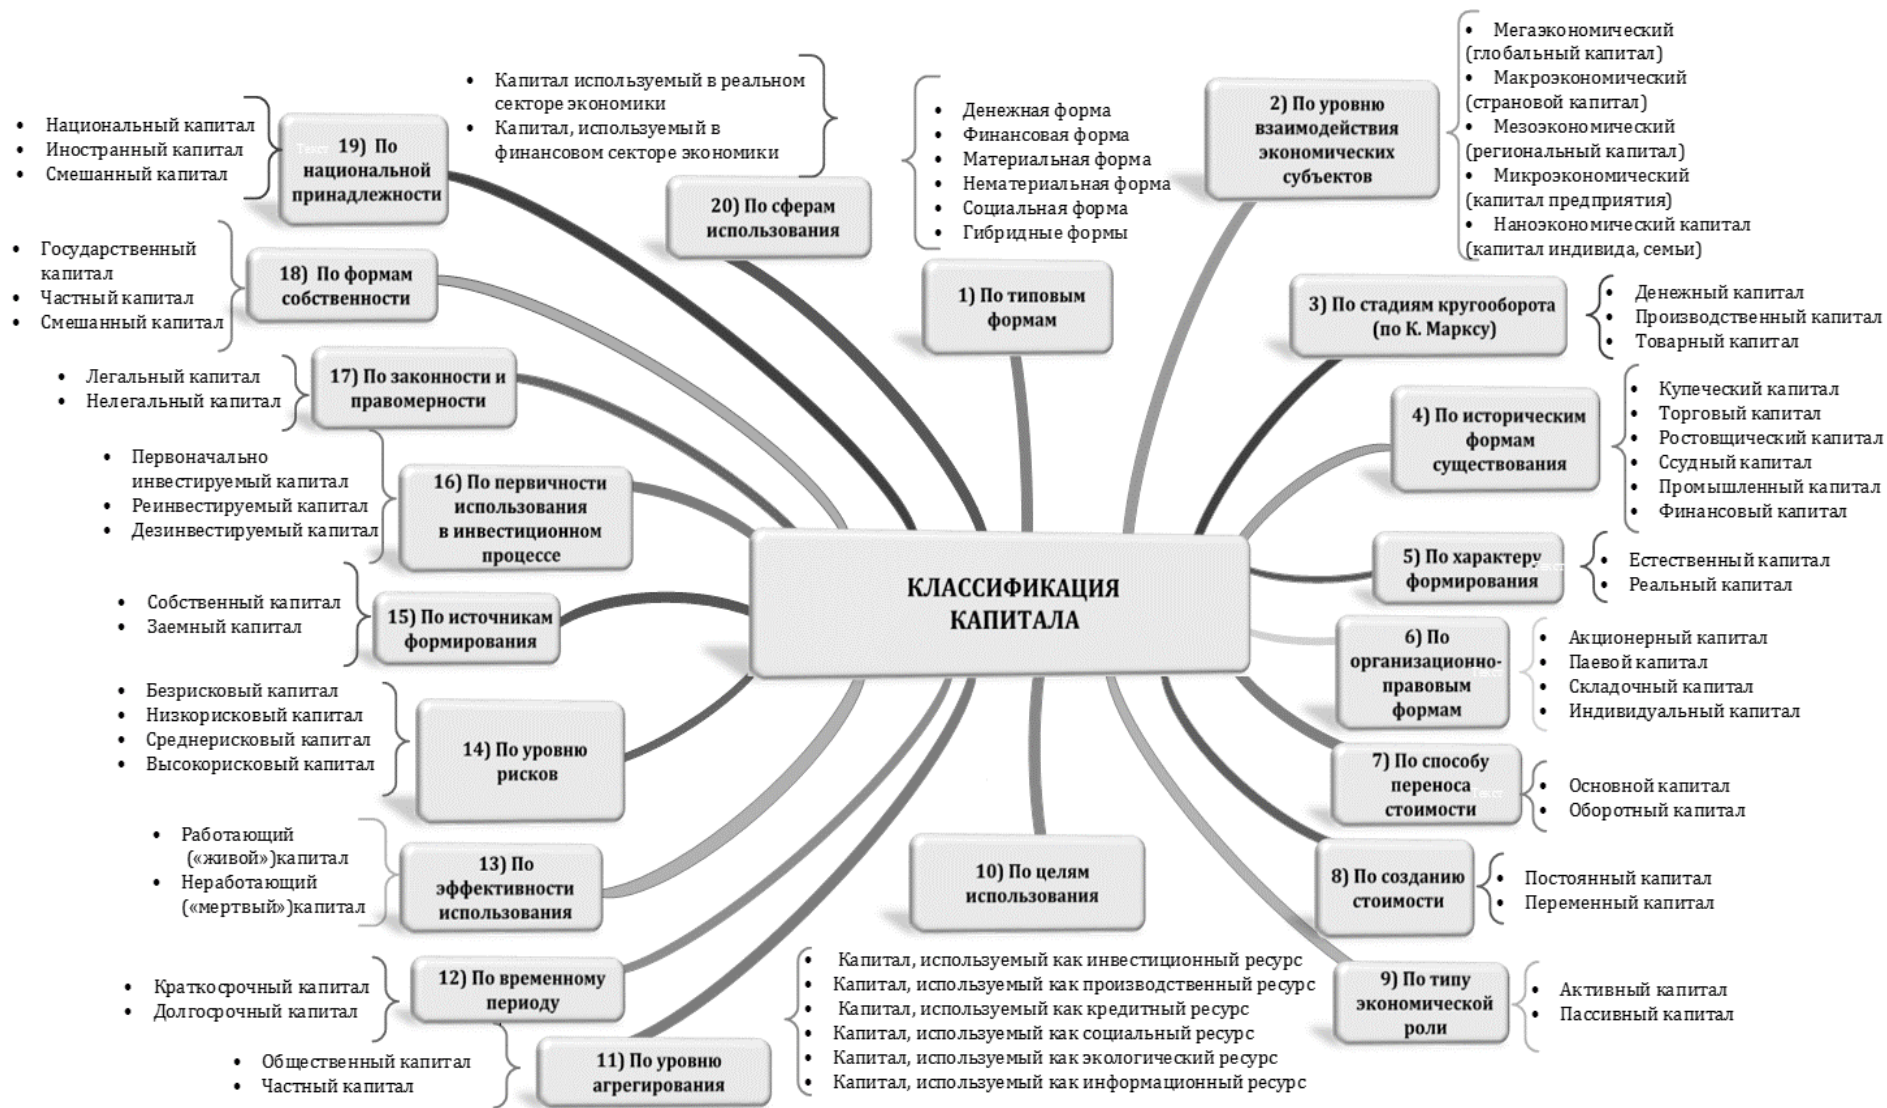 КЛАССИФИКАЦИЯ
КАПИТАЛА
1) По типовым
формам
• Денежная форма
• Финансовая форма
• Материальная форма
• Нематериальная форма
• Социальная форма
• Гибридные формы
2) По уровню
взаимодействия
экономических
субъектов
• Мегаэкономический
(глобальный капитал)
• Макроэкономический
(страновой капитал)
• Мезоэкономический
(региональный капитал)
• Микроэкономический
(капитал предприятия)
• Наноэкономический капитал
(капитал индивида, семьи)
3) По стадиям кругооборота
(по К. Марксу)
• Денежный капитал
• Производственный капитал
• Товарный капитал
4) По историческим
формам
существования
• Купеческий капитал
• Торговый капитал
• Ростовщический капитал
• Ссудный капитал
• Промышленный капитал
• Финансовый капитал
5) По характеру
формирования
Текст
• Естественный капитал
• Реальный капитал
6) По
организационно-
правовым
формам
Текст
• Акционерный капитал
• Паевой капитал
• Складочный капитал
• Индивидуальный капитал
7) По способу
переноса
стоимости
Текст
• Основной капитал
• Оборотный капитал
8) По созданию
стоимости
• Постоянный капитал
• Переменный капитал
9) По типу
экономической
роли
• Активный капитал
• Пассивный капитал
10) По целям
использования
• Капитал, используемый как инвестиционный ресурс
• Капитал, используемый как производственный ресурс
• Капитал, используемый как кредитный ресурс
• Капитал, используемый как социальный ресурс
• Капитал, используемый как экологический ресурс
• Капитал, используемый как информационный ресурс
11) По уровню
агрегирования
• Общественный капитал
• Частный капитал
12) По временному
периоду
• Краткосрочный капитал
• Долгосрочный капитал
13) По
эффективности
использования
• Работающий
(«живой»)капитал
• Неработающий
(«мертвый»)капитал
14) По уровню
рисков
• Безрисковый капитал
• Низкорисковый капитал
• Среднерисковый капитал
• Высокорисковый капитал
15) По источникам
формирования
• Собственный капитал
• Заемный капитал
16) По первичности
использования
в инвестиционном
процессе
• Первоначально
инвестируемый капитал
• Реинвестируемый капитал
• Дезинвестируемый капитал
17) По законности и
правомерности
• Легальный капитал
• Нелегальный капитал
18) По формам
собственности
• Государственный
капитал
• Частный капитал
• Смешанный капитал
Текст
19) По
национальной
принадлежности
• Национальный капитал
• Иностранный капитал
• Смешанный капитал
20) По сферам
использования
• Капитал используемый в реальном
секторе экономики
• Капитал, используемый в
финансовом секторе экономики